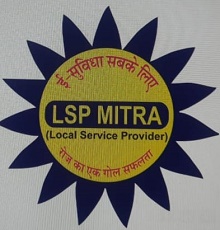 ई सुविधा सबके लिए
LSP MITRA
(Local Service Provider)
रोज का एक गोल सफलता